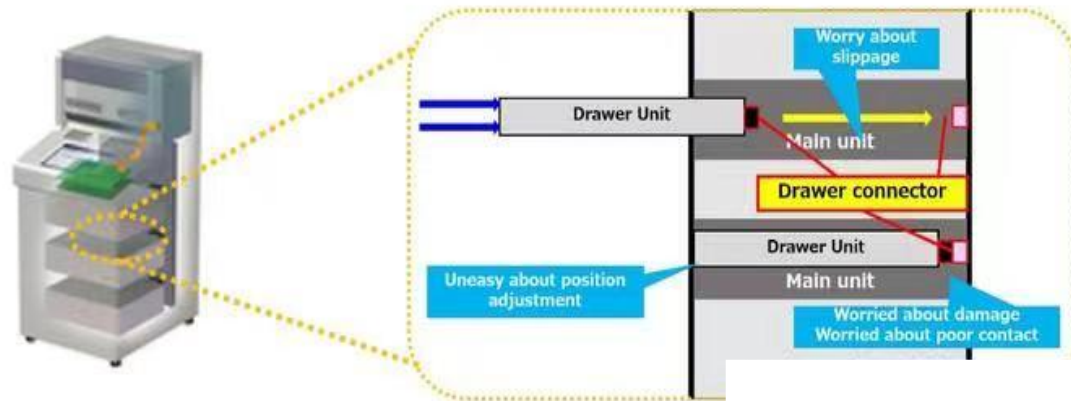 Worry about
slippage
Drawer Unit
Main unit
Drawer connector
Drawer Unit
Uneasy about position
adjustment
Main unit
Worried about damage
Worried about poor contact